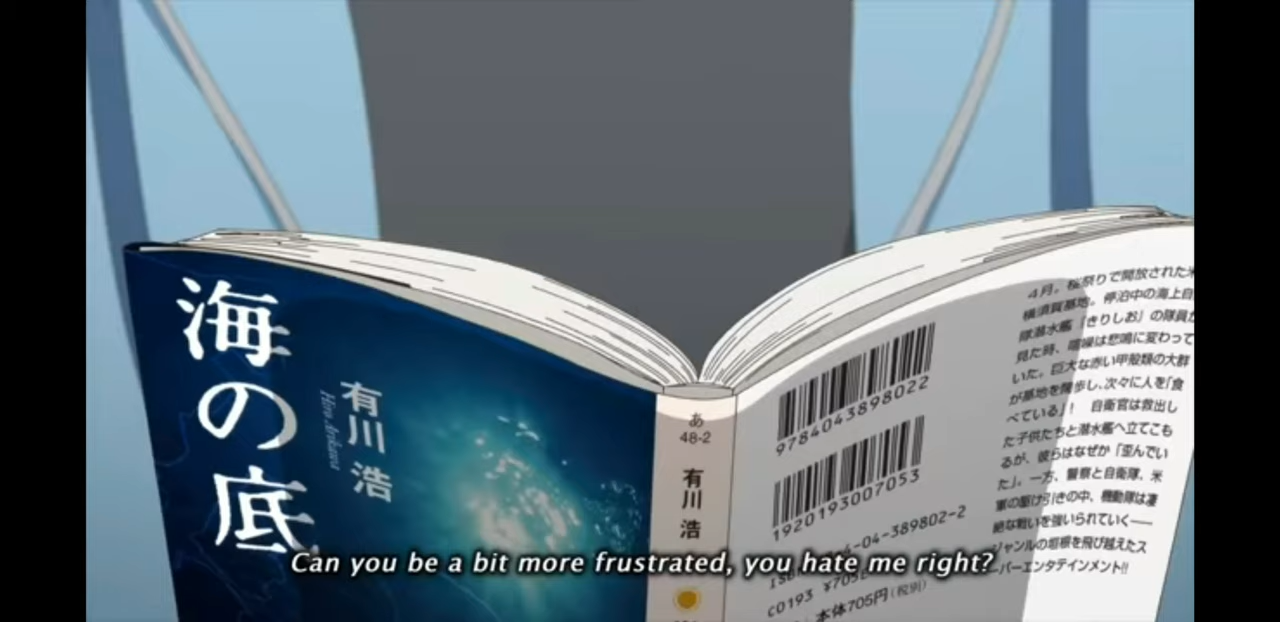 海の底
有川 浩
Hiro Arikawa
あ
48-2
有川 浩
9784043898022
1920193007053
4-04-389802-2
C0193 ¥705E
本体705円(税別)
4月。桜祭りで開放された米
横須賀基地。停泊中の海上自
隊潜水艦『きりしお』の隊員が
見た時、喧噪は悲鳴に変わって
いた。巨大な赤い甲殻類の大群
が基地を闊歩し、次々に人を「食
べている」! 自衛官は救出し
た子供たちと潜水艦へ立てこも
るが、彼らはなぜか「歪んでい
た」。一方、警察と自衛隊、米
軍の駆け引きの中、機動隊は凄
絶な戦いを強いられていく――
ジャンルの垣根を飛び越えたス
ーパーエンタテインメント!!
Can you be a bit more frustrated, you hate me right?